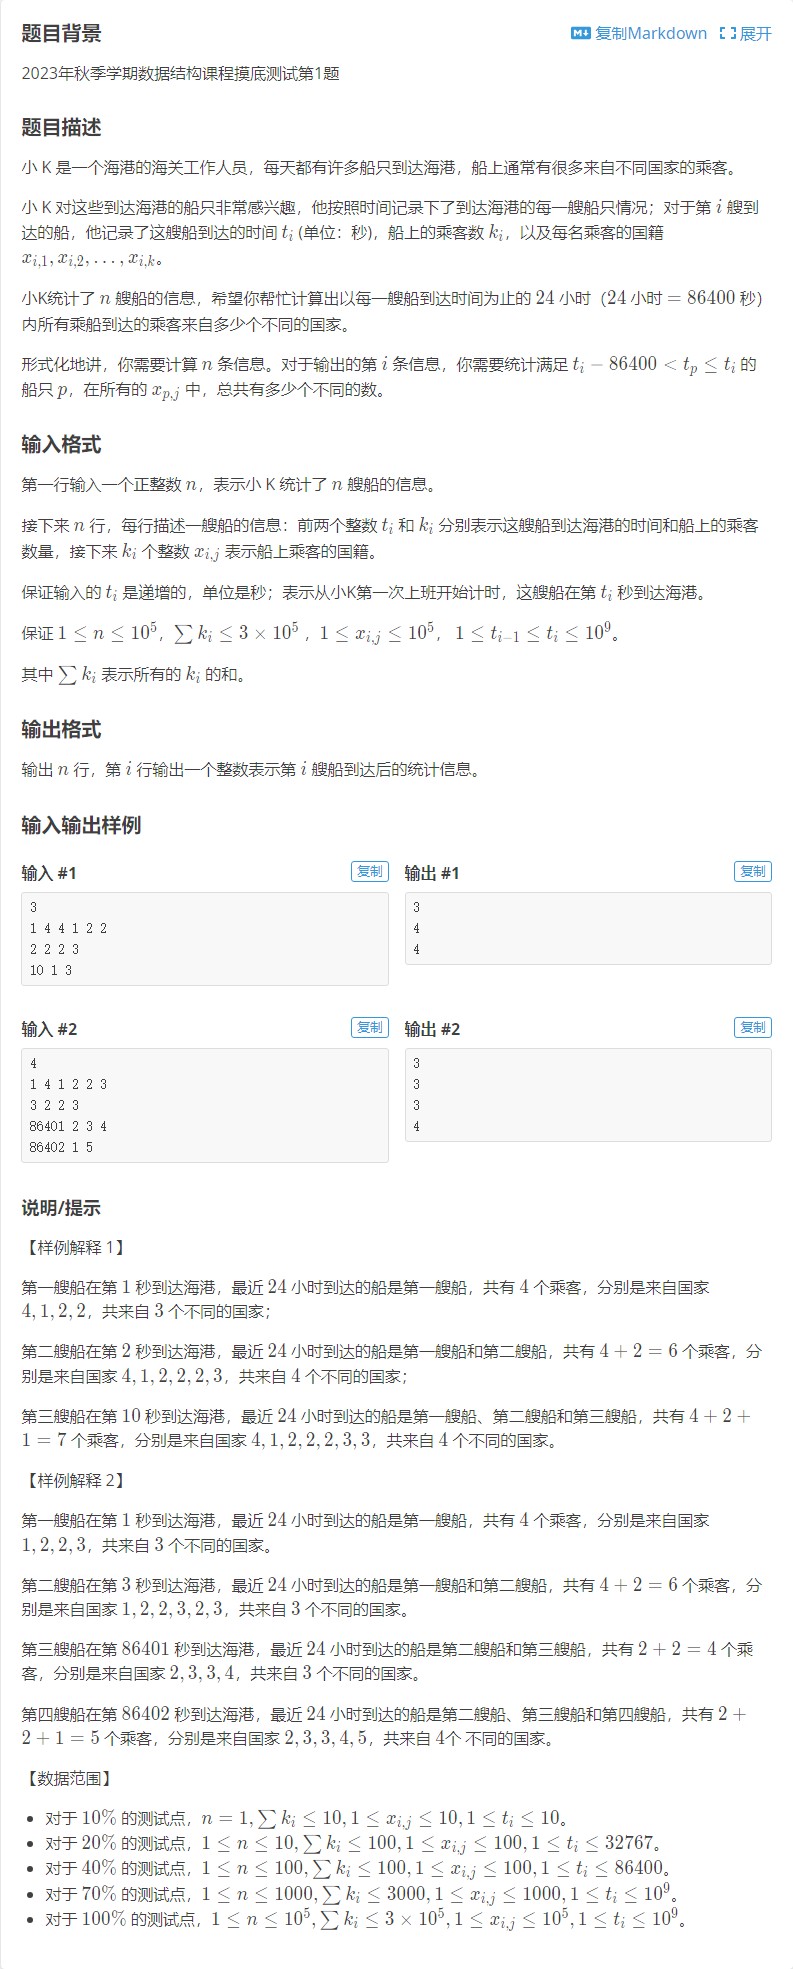 题目背景
复制Markdown 展开
2023年秋季学期数据结构课程摸底测试第1题
题目描述
小 K 是一个海港的海关工作人员，每天都有许多船只到达海港，船上通常有很多来自不同国家的乘客。
小 K 对这些到达海港的船只非常感兴趣，他按照时间记录下了到达海港的每一艘船只情况；对于第 i 艘到
达的船，他记录了这艘船到达的时间 t_i (单位：秒)，船上的乘客数 k_i，以及每名乘客的国籍
x_{i,1}, x_{i,2}, …, x_{i,k}。
小K统计了 n 艘船的信息，希望你帮忙计算出以每一艘船到达时间为止的 24 小时（24 小时 = 86400 秒）
内所有乘船到达的乘客来自多少个不同的国家。
形式化地讲，你需要计算 n 条信息。对于输出的第 i 条信息，你需要统计满足 t_i − 86400 < t_p ≤ t_i 的
船只 p，在所有的 x_{p,j} 中，总共有多少个不同的数。
输入格式
第一行输入一个正整数 n，表示小 K 统计了 n 艘船的信息。
接下来 n 行，每行描述一艘船的信息：前两个整数 t_i 和 k_i 分别表示这艘船到达海港的时间和船上的乘客
数量，接下来 k_i 个整数 x_{i,j} 表示船上乘客的国籍。
保证输入的 t_i 是递增的，单位是秒；表示从小K第一次上班开始计时，这艘船在第 t_i 秒到达海港。
保证 1 ≤ n ≤ 10^5，∑ k_i ≤ 3 × 10^5 ，1 ≤ x_{i,j} ≤ 10^5， 1 ≤ t_{i−1} ≤ t_i ≤ 10^9。
其中 ∑ k_i 表示所有的 k_i 的和。
输出格式
输出 n 行，第 i 行输出一个整数表示第 i 艘船到达后的统计信息。
输入输出样例
输入 #1
复制
3
1 4 4 1 2 2
2 2 2 3
10 1 3
输出 #1
复制
3
4
4
输入 #2
复制
4
1 4 1 2 2 3
3 2 2 3
86401 2 3 4
86402 1 5
输出 #2
复制
3
3
3
4
说明/提示
【样例解释 1】
第一艘船在第 1 秒到达海港，最近 24 小时到达的船是第一艘船，共有 4 个乘客，分别是来自国家
4, 1, 2, 2，共来自 3 个不同的国家；
第二艘船在第 2 秒到达海港，最近 24 小时到达的船是第一艘船和第二艘船，共有 4 + 2 = 6 个乘客，分
别是来自国家 4, 1, 2, 2, 2, 3，共来自 4 个不同的国家；
第三艘船在第 10 秒到达海港，最近 24 小时到达的船是第一艘船、第二艘船和第三艘船，共有 4 + 2 +
1 = 7 个乘客，分别是来自国家 4, 1, 2, 2, 2, 3, 3，共来自 4 个不同的国家。
【样例解释 2】
第一艘船在第 1 秒到达海港，最近 24 小时到达的船是第一艘船，共有 4 个乘客，分别是来自国家
1, 2, 2, 3，共来自 3 个不同的国家。
第二艘船在第 3 秒到达海港，最近 24 小时到达的船是第一艘船和第二艘船，共有 4 + 2 = 6 个乘客，分
别是来自国家 1, 2, 2, 3, 2, 3，共来自 3 个不同的国家。
第三艘船在第 86401 秒到达海港，最近 24 小时到达的船是第二艘船和第三艘船，共有 2 + 2 = 4 个乘
客，分别是来自国家 2, 3, 3, 4，共来自 3 个不同的国家。
第四艘船在第 86402 秒到达海港，最近 24 小时到达的船是第二艘船、第三艘船和第四艘船，共有 2 +
2 + 1 = 5 个乘客，分别是来自国家 2, 3, 3, 4, 5，共来自 4个 不同的国家。
【数据范围】
• 对于 10% 的测试点，n = 1, ∑ k_i ≤ 10, 1 ≤ x_{i,j} ≤ 10, 1 ≤ t_i ≤ 10。
• 对于 20% 的测试点，1 ≤ n ≤ 10, ∑ k_i ≤ 100, 1 ≤ x_{i,j} ≤ 100, 1 ≤ t_i ≤ 32767。
• 对于 40% 的测试点，1 ≤ n ≤ 100, ∑ k_i ≤ 100, 1 ≤ x_{i,j} ≤ 100, 1 ≤ t_i ≤ 86400。
• 对于 70% 的测试点，1 ≤ n ≤ 1000, ∑ k_i ≤ 3000, 1 ≤ x_{i,j} ≤ 1000, 1 ≤ t_i ≤ 10^9。
• 对于 100% 的测试点，1 ≤ n ≤ 10^5, ∑ k_i ≤ 3 × 10^5, 1 ≤ x_{i,j} ≤ 10^5, 1 ≤ t_i ≤ 10^9。